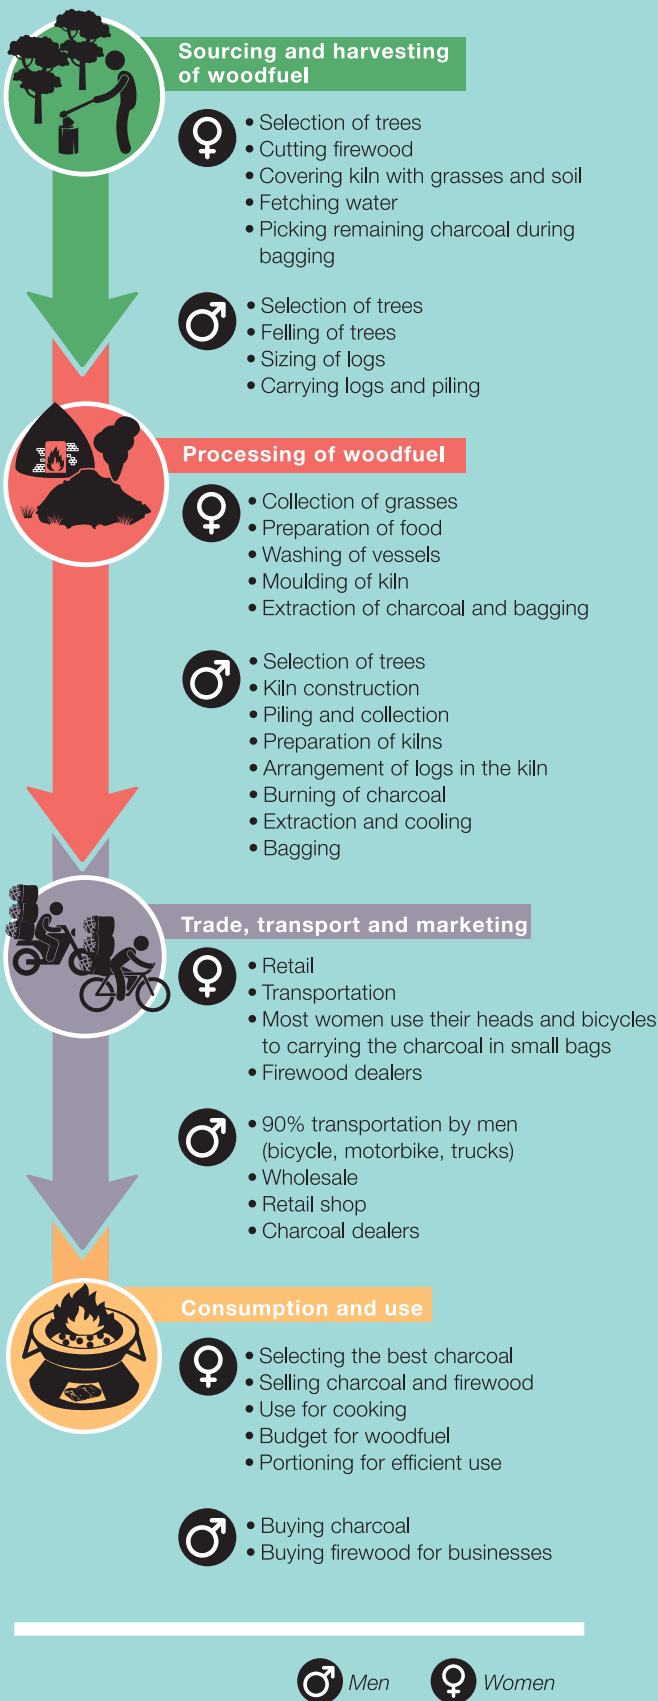 Sourcing and harvesting
of woodfuel
• Selection of trees
• Cutting firewood
• Covering kiln with grasses and soil
• Fetching water
• Picking remaining charcoal during
bagging
• Selection of trees
• Felling of trees
• Sizing of logs
• Carrying logs and piling
Processing of woodfuel
• Collection of grasses
• Preparation of food
• Washing of vessels
• Moulding of kiln
• Extraction of charcoal and bagging
• Selection of trees
• Kiln construction
• Piling and collection
• Preparation of kilns
• Arrangement of logs in the kiln
• Burning of charcoal
• Extraction and cooling
• Bagging
Trade, transport and marketing
• Retail
• Transportation
• Most women use their heads and bicycles
to carrying the charcoal in small bags
• Firewood dealers
• 90% transportation by men
(bicycle, motorbike, trucks)
• Wholesale
• Retail shop
• Charcoal dealers
Consumption and use
• Selecting the best charcoal
• Selling charcoal and firewood
• Use for cooking
• Budget for woodfuel
• Portioning for efficient use
• Buying charcoal
• Buying firewood for businesses
Men Women